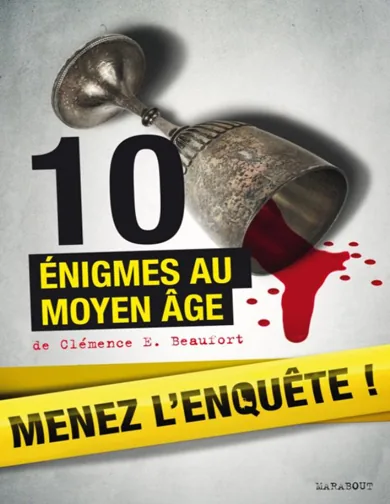 10
ÉNIGMES AU
MOYEN ÂGE
de Clémence E. Beaufort
MENEZ L'ENQUÊTE !
MARABOUT